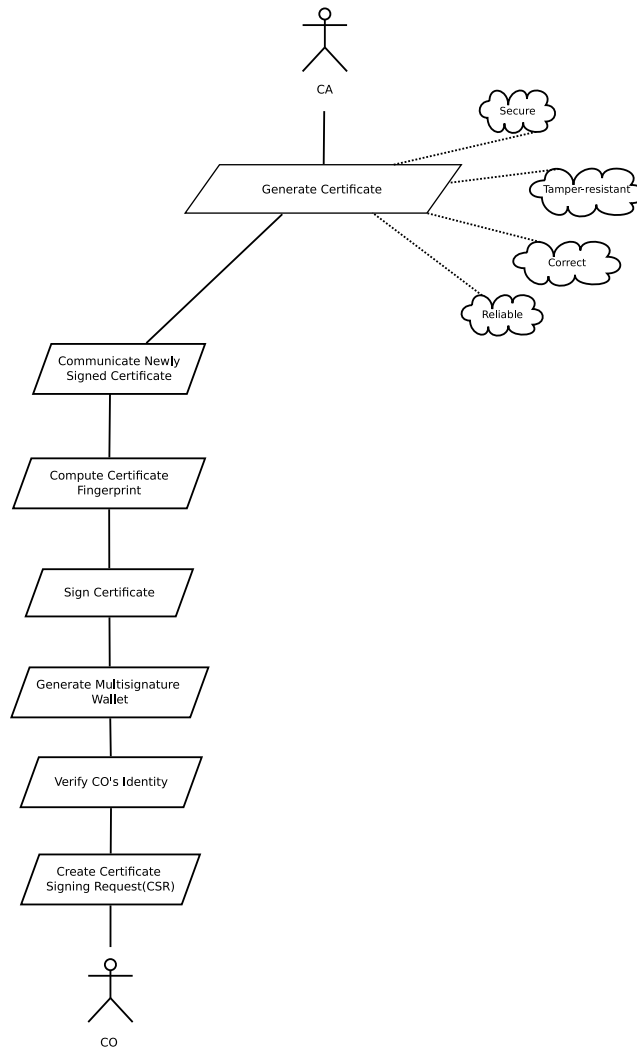 CA
Secure
Generate Certificate
Tamper-resistant
Correct
Reliable
Communicate Newly
Signed Certificate
Compute Certificate
Fingerprint
Sign Certificate
Generate Multisignature
Wallet
Verify CO's Identity
Create Certificate
Signing Request(CSR)
CO